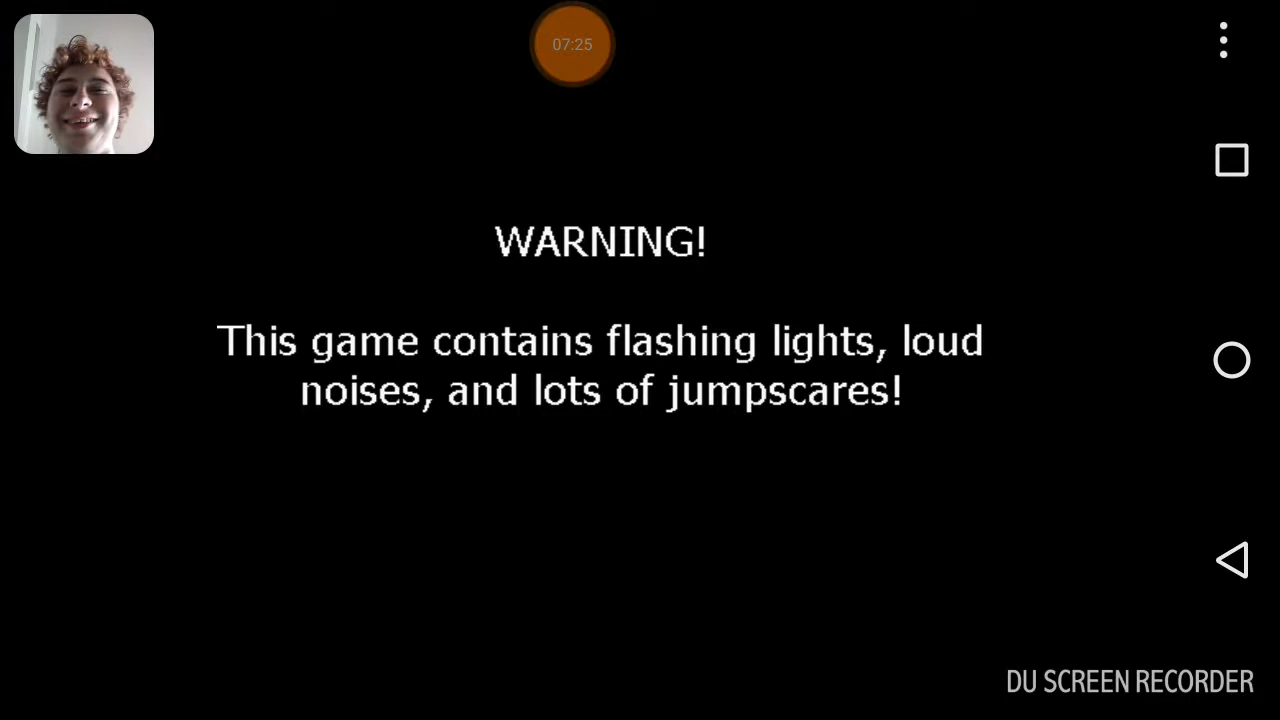 07:25
WARNING!
This game contains flashing lights, loud
noises, and lots of jumpscares!
DU SCREEN RECORDER